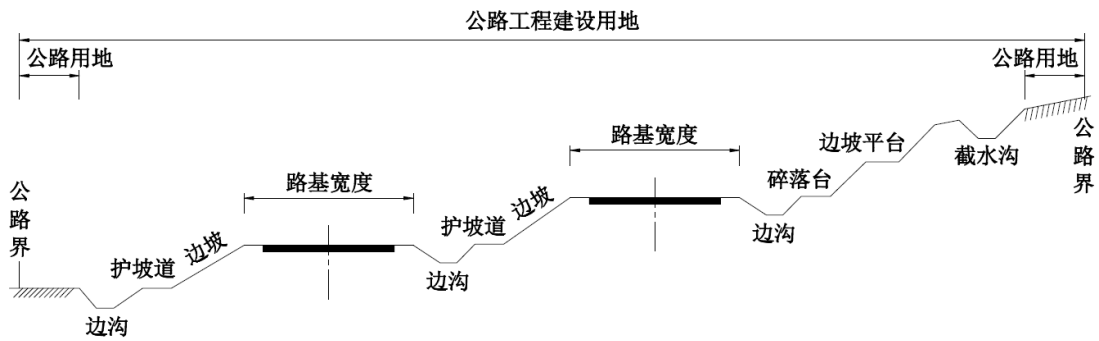 公路工程建设用地
公路用地
公路用地
路基宽度
边坡平台
截水沟
公路界
路基宽度
碎落台
公路界
护坡道
边坡
边沟
护坡道
边坡
边沟
边沟